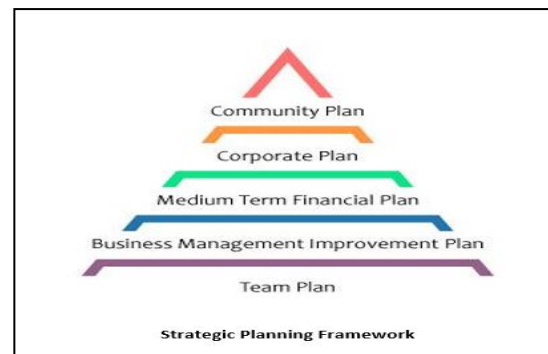 Community Plan
Corporate Plan
Medium Term Financial Plan
Business Management Improvement Plan
Team Plan
Strategic Planning Framework